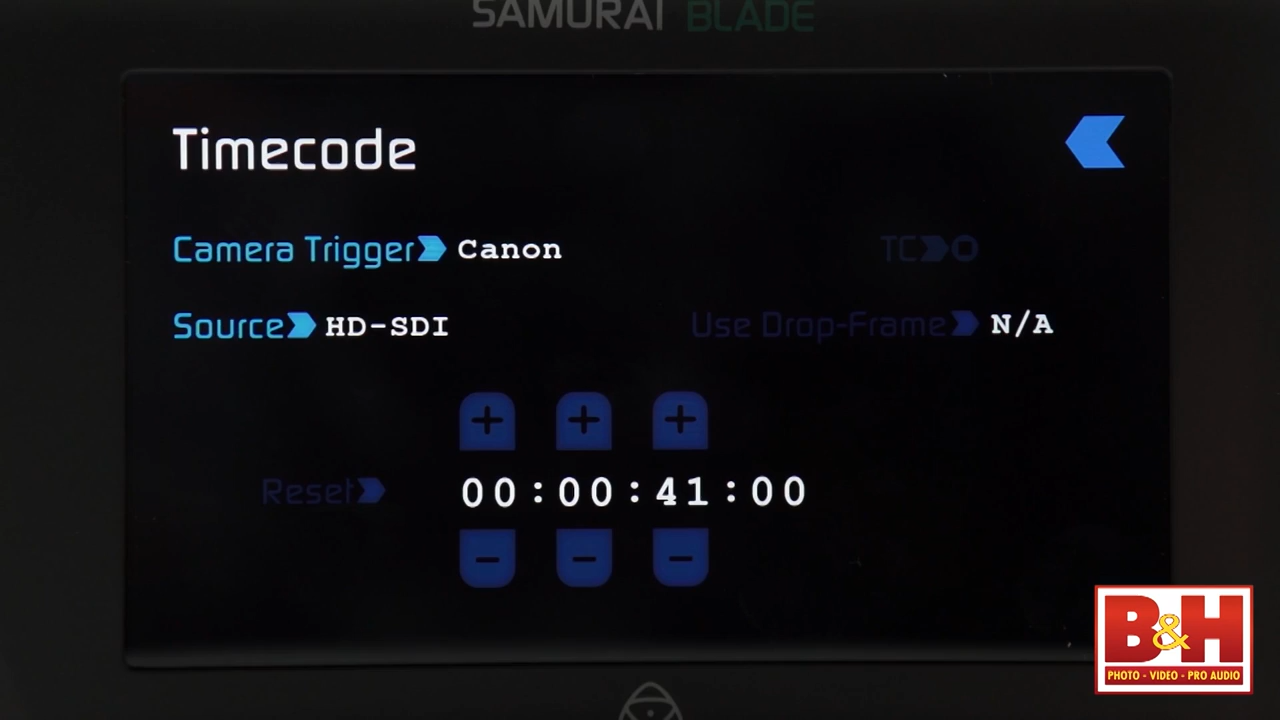 SAMURAI BLADE
Timecode
Camera Trigger Canon
TC
Source HD-SDI
Use Drop-Frame N/A
+ + +
Reset 00:00:41:00
- - -
B&H
PHOTO - VIDEO - PRO AUDIO